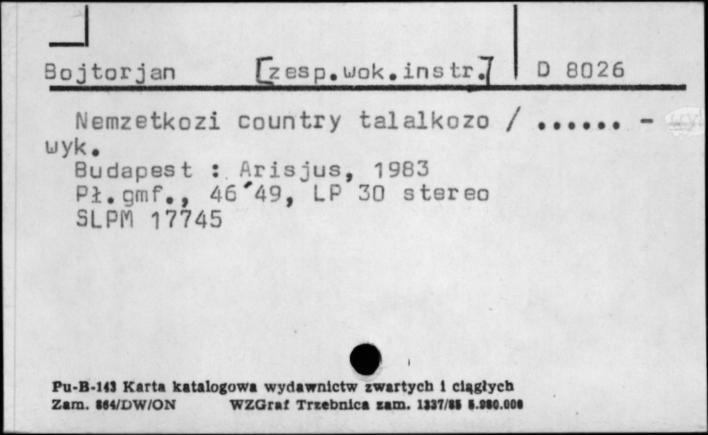 Bojtorjan [zesp.wok.instr.] D 8026
Nemzetkozi country talalkozo / ...... -
wyk.
Budapest : Arisjus, 1983
Pł.gmf., 46´49, LP 30 stereo
SLPM 17745
Pu-B-143 Karta katalogowa wydawnictw zwartych i ciągłych
Zam. 864/DW/ON WZGraf Trzebnica zam. 1337/85 5.980.000